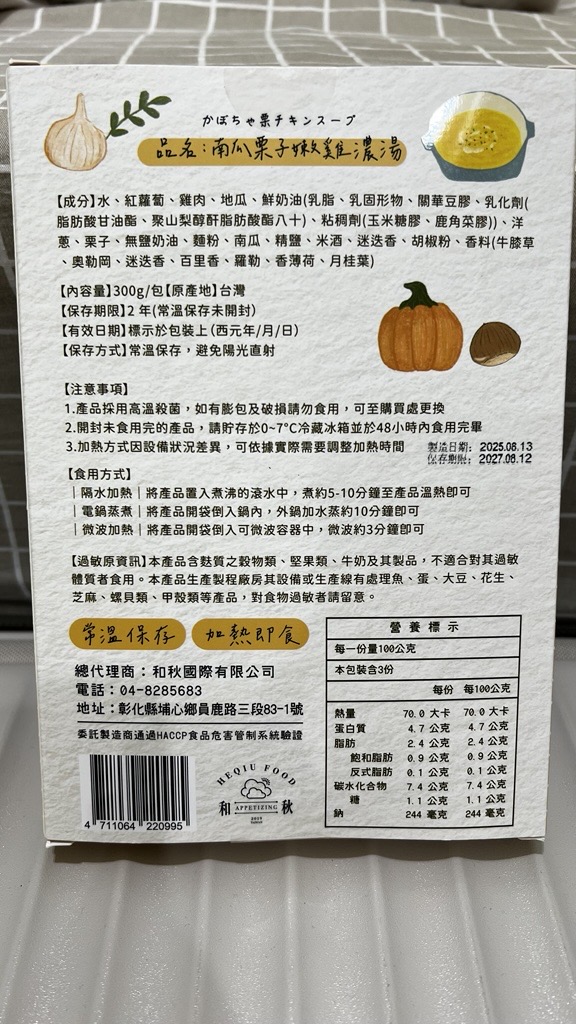 かぼちゃ栗チキンスープ
品名:南瓜栗子嫩雞濃湯
【成分】水、紅蘿蔔、雞肉、地瓜、鮮奶油(乳脂、乳固形物、關華豆膠、乳化劑(
脂肪酸甘油酯、聚山梨醇酐脂肪酸酯八十)、粘稠劑(玉米糖膠、鹿角菜膠))、洋
蔥、栗子、無鹽奶油、麵粉、南瓜、精鹽、米酒、迷迭香、胡椒粉、香料(牛膝草
、奧勒岡、迷迭香、百里香、羅勒、香薄荷、月桂葉)
【內容量】300g/包【原產地】台灣
【保存期限】2 年(常溫保存未開封)
【有效日期】標示於包裝上(西元年/月/日)
【保存方式】常溫保存，避免陽光直射
【注意事項】
1.產品採用高溫殺菌，如有膨包及破損請勿食用，可至購買處更換
2.開封未食用完的產品，請貯存於0~7°C冷藏冰箱並於48小時內食用完畢
3.加熱方式因設備狀況差異，可依據實際需要調整加熱時間
製造日期: 2025.08.13
保存期限: 2027.08.12
【食用方式】
｜隔水加熱｜將產品置入煮沸的滾水中，煮約5-10分鐘至產品溫熱即可
｜電鍋蒸煮｜將產品開袋倒入鍋內，外鍋加水蒸約10分鐘即可
｜微波加熱｜將產品開袋倒入可微波容器中，微波約3分鐘即可
【過敏原資訊】本產品含麩質之穀物類、堅果類、牛奶及其製品，不適合對其過敏
體質者食用。本產品生產製程廠房其設備或生產線有處理魚、蛋、大豆、花生、
芝麻、螺貝類、甲殼類等產品，對食物過敏者請留意。
常溫保存 加熱即食
總代理商：和秋國際有限公司
電話：04-8285683
地址：彰化縣埔心鄉員鹿路三段83-1號
委託製造商通過HACCP食品危害管制系統驗證
4 711064 220995
HEQIU FOOD
和 APPETIZING 秋
2019
營養標示
每一份量100公克
本包裝含3份
每份 每100公克
熱量 70.0 大卡 70.0 大卡
蛋白質 4.7 公克 4.7 公克
脂肪 2.4 公克 2.4 公克
飽和脂肪 0.9 公克 0.9 公克
反式脂肪 0.1 公克 0.1 公克
碳水化合物 7.4 公克 7.4 公克
糖 1.1 公克 1.1 公克
鈉 244 毫克 244 毫克